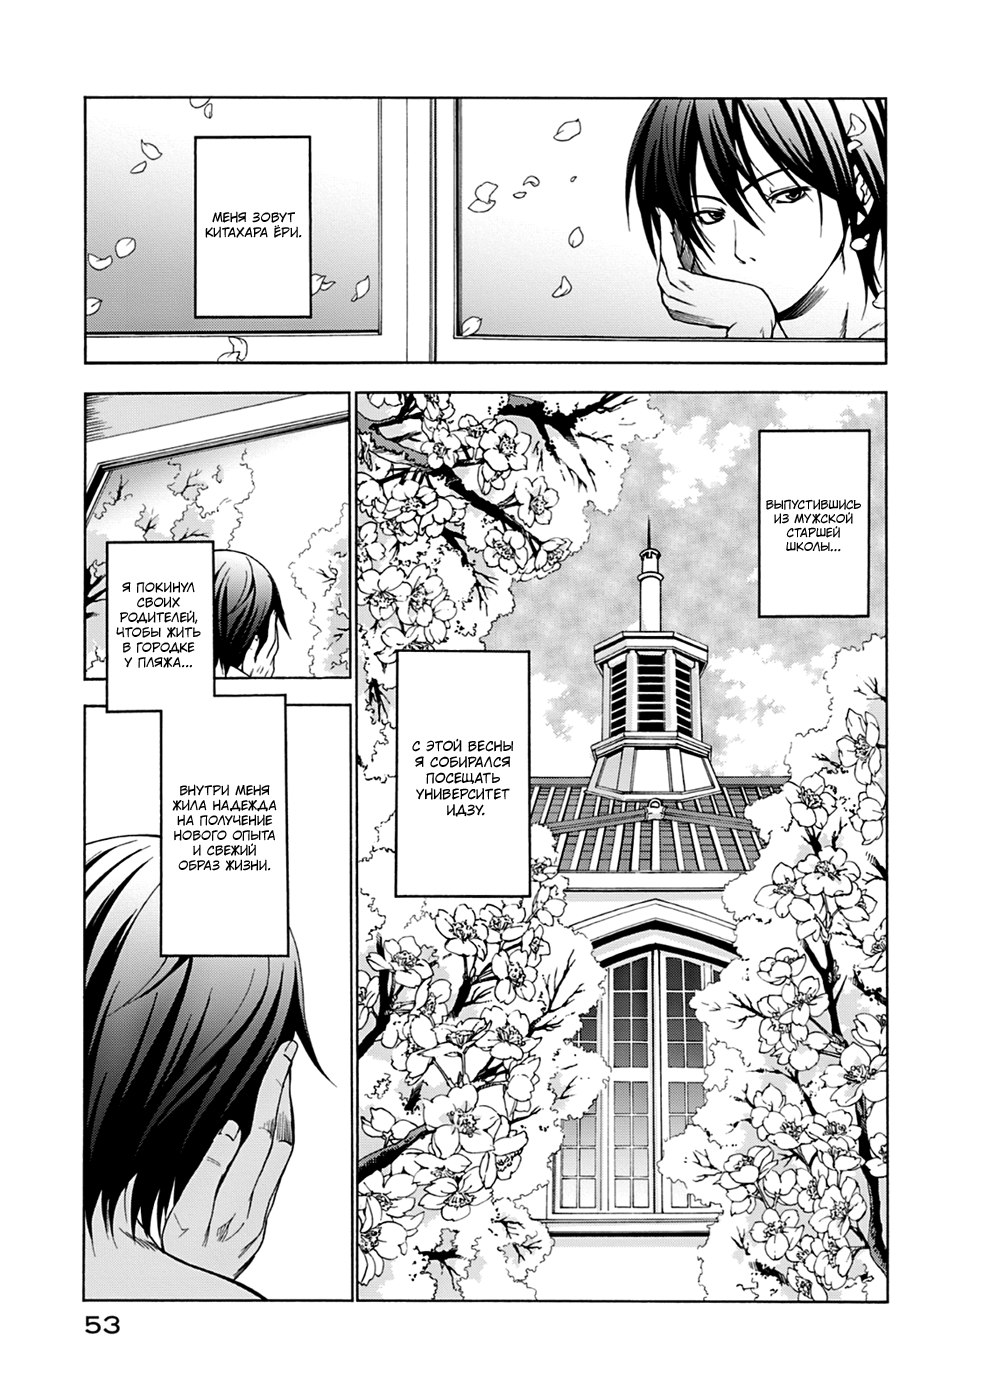 МЕНЯ ЗОВУТ
КИТАХАРА ЁРИ.
ВЫПУСТИВШИСЬ
ИЗ МУЖСКОЙ
СТАРШЕЙ
ШКОЛЫ...
С ЭТОЙ ВЕСНЫ
Я СОБИРАЛСЯ
ПОСЕЩАТЬ
УНИВЕРСИТЕТ
ИДЗУ.
Я ПОКИНУЛ
СВОИХ
РОДИТЕЛЕЙ,
ЧТОБЫ ЖИТЬ
В ГОРОДКЕ
У ПЛЯЖА...
ВНУТРИ МЕНЯ
ЖИЛА НАДЕЖДА
НА ПОЛУЧЕНИЕ
НОВОГО ОПЫТА
И СВЕЖИЙ
ОБРАЗ ЖИЗНИ.
53